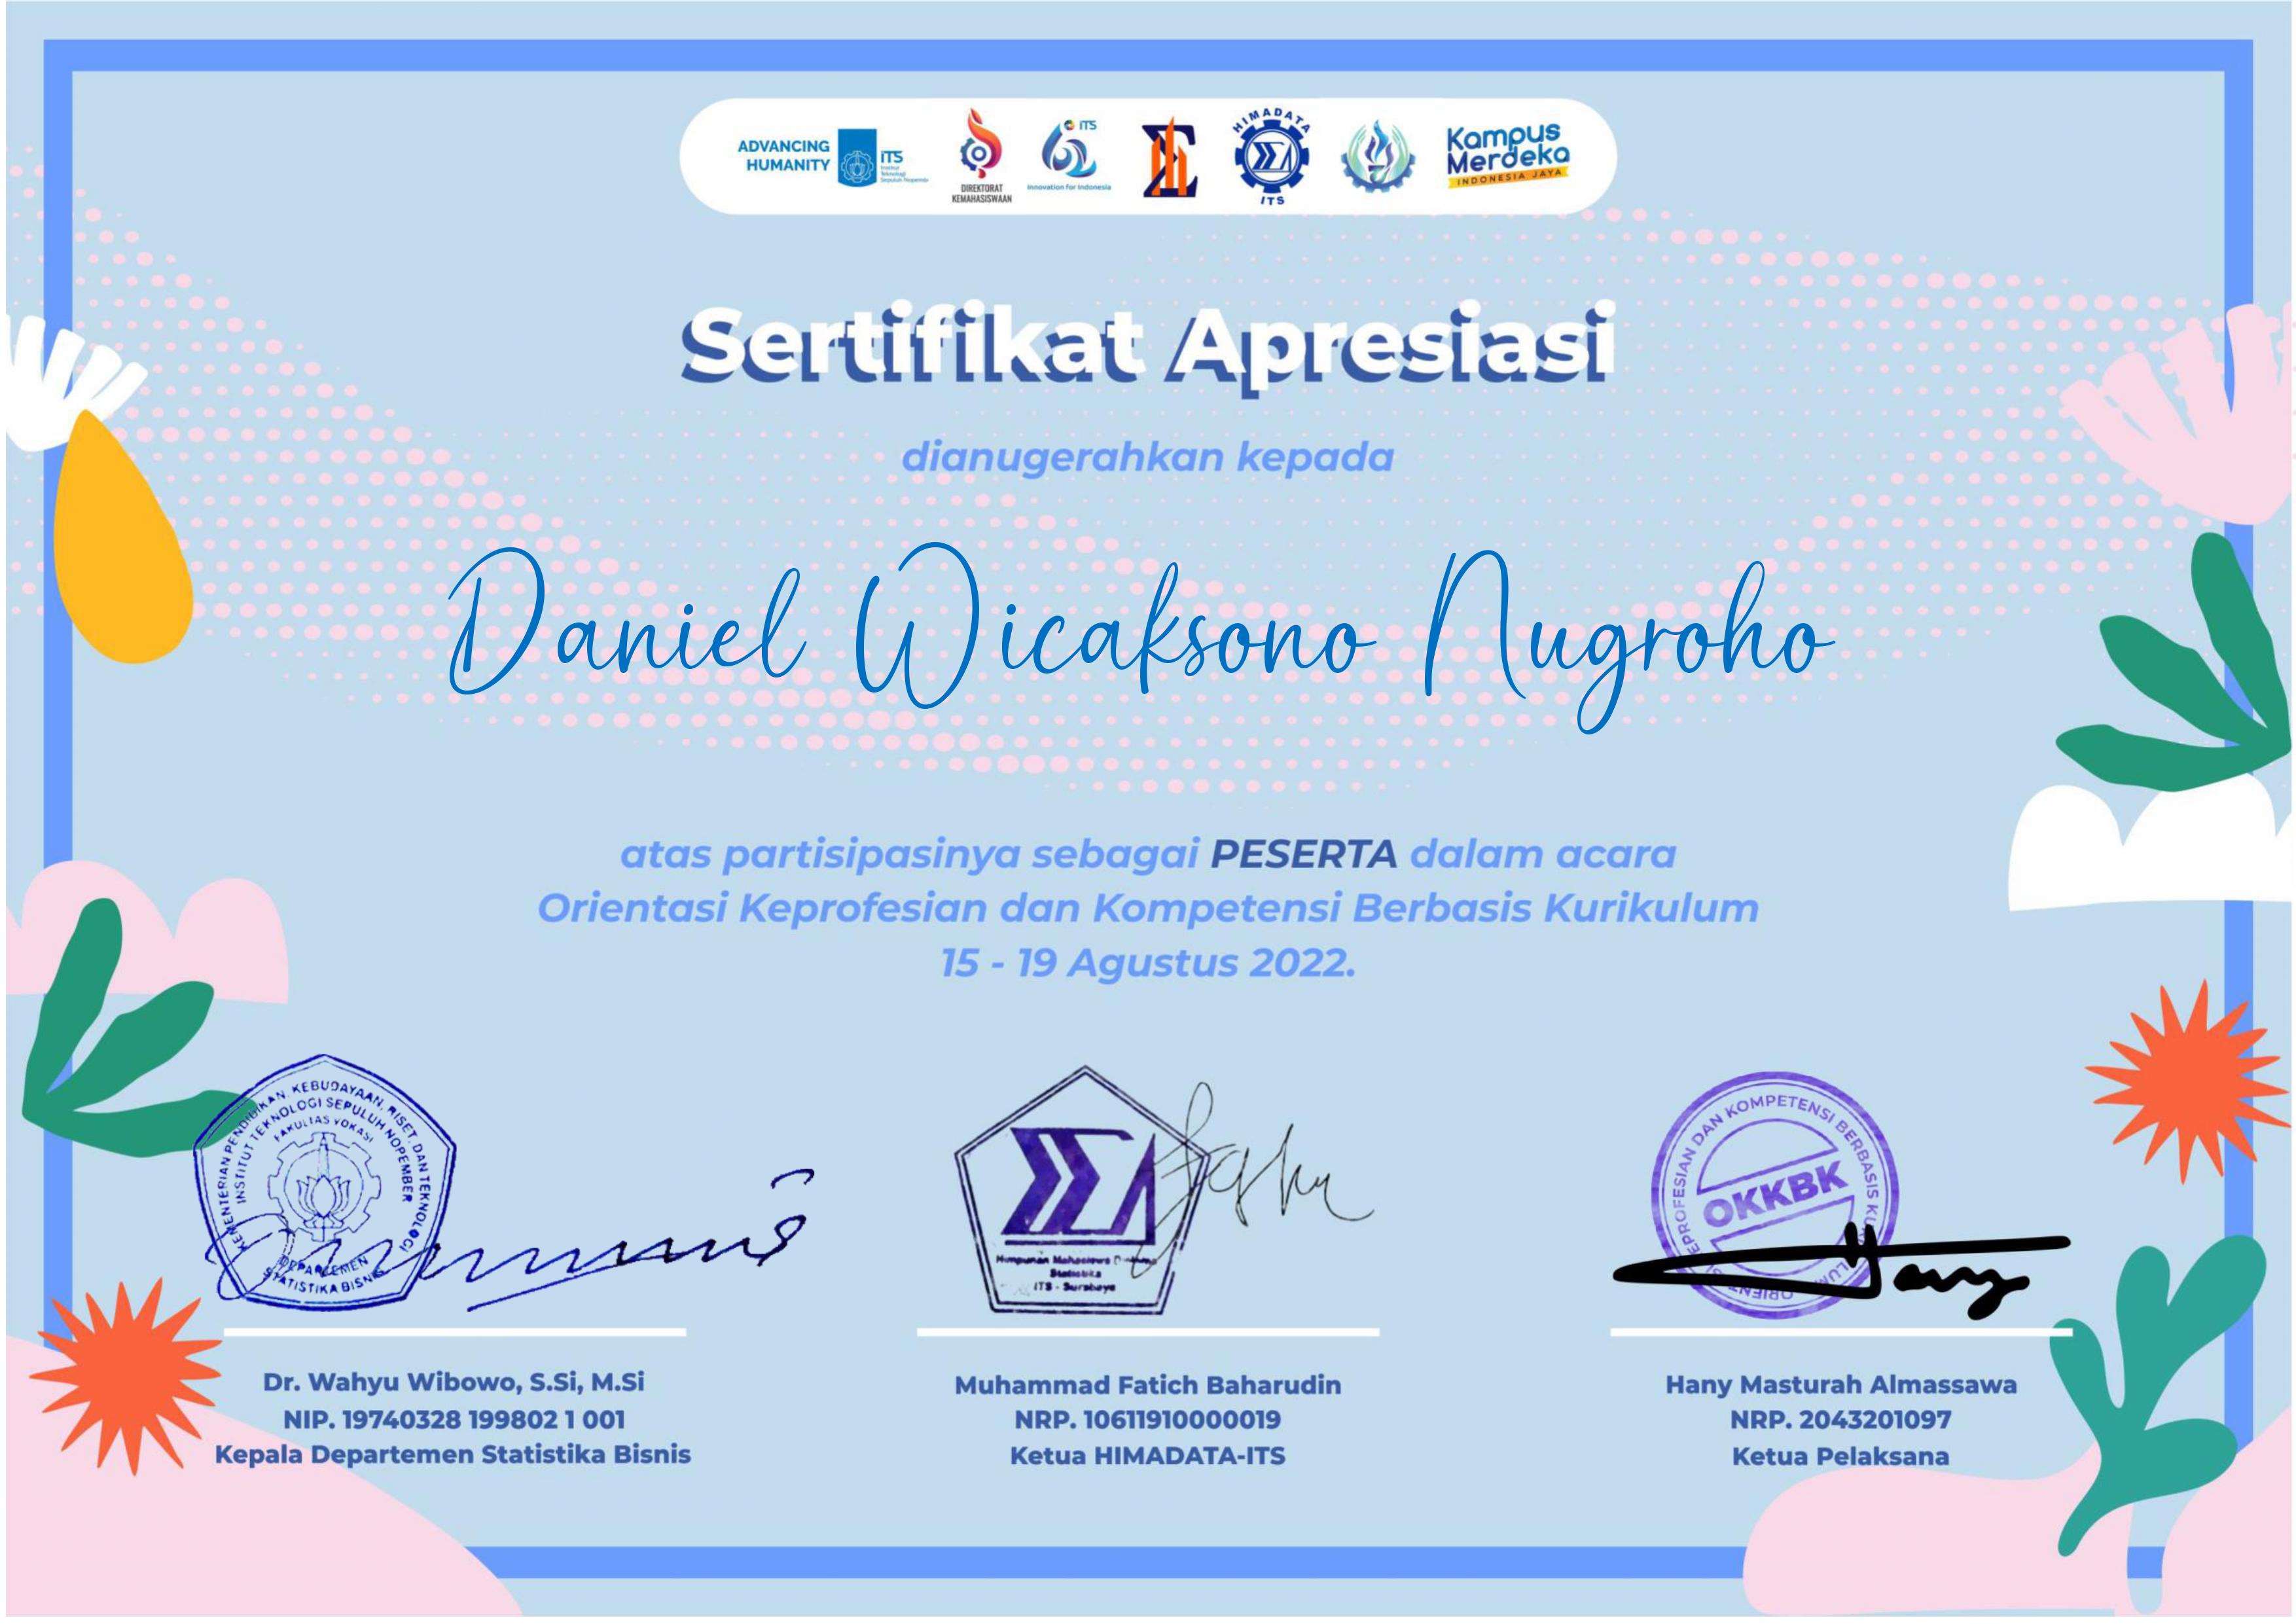 ADVANCING
HUMANITY
ITS
Institut
Teknologi
Sepuluh Nopember
DIREKTORAT
KEMAHASISWAAN
ITS
Innovation for Indonesia
HIMADATA
ITS
Kampus
Merdeka
INDONESIA JAYA
Sertifikat Apresiasi
dianugerahkan kepada
Daniel Wicaksono Nugroho
atas partisipasinya sebagai PESERTA dalam acara
Orientasi Keprofesian dan Kompetensi Berbasis Kurikulum
15 - 19 Agustus 2022.
KEMENTERIAN PENDIDIKAN, KEBUDAYAAN, RISET, DAN TEKNOLOGI
INSTITUT TEKNOLOGI SEPULUH NOPEMBER
FAKULTAS VOKASI
DEPARTEMEN
STATISTIKA BISNIS
Himpunan Mahasiswa
Statistika
ITS - Surabaya
KEPROFESIAN DAN KOMPETENSI BERBASIS
OKKBK
Hany
Dr. Wahyu Wibowo, S.Si, M.Si
NIP. 19740328 199802 1 001
Kepala Departemen Statistika Bisnis
Muhammad Fatich Baharudin
NRP. 10611910000019
Ketua HIMADATA-ITS
Hany Masturah Almassawa
NRP. 2043201097
Ketua Pelaksana